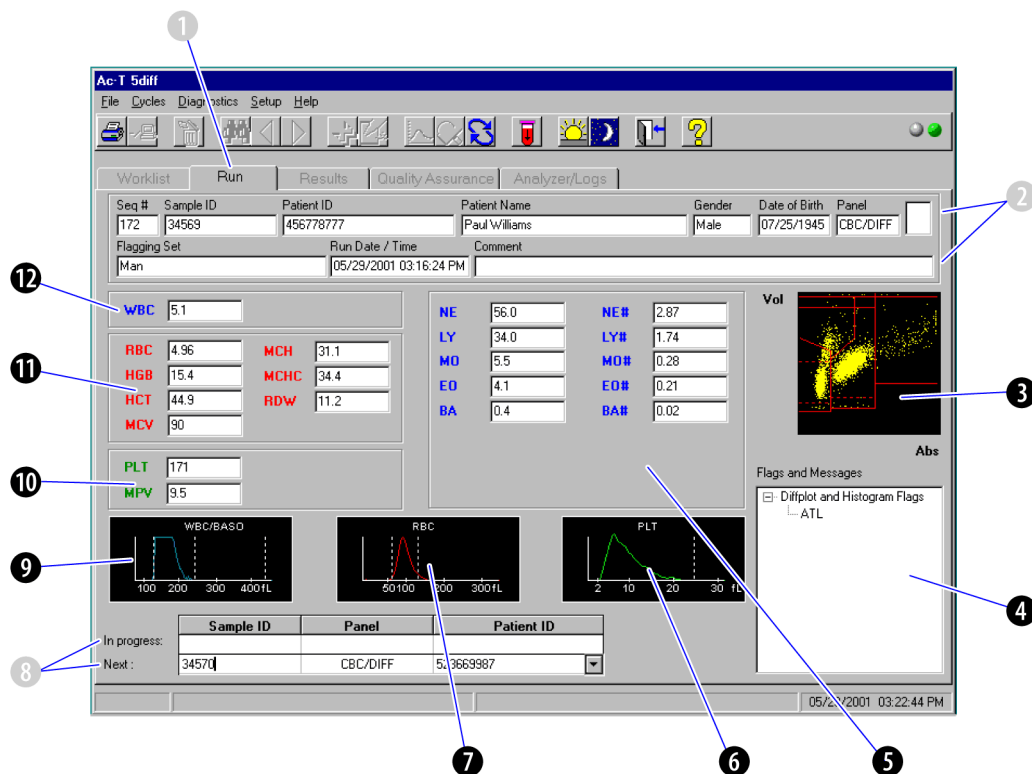 1
Ac·T 5diff
File Cycles Diagnostics Setup Help
Worklist Run Results Quality Assurance Analyzer/Logs
Seq # Sample ID Patient ID Patient Name Gender Date of Birth Panel
172 34569 456778777 Paul Williams Male 07/25/1945 CBC/DIFF
2
Flagging Set Run Date / Time Comment
Man 05/29/2001 03:16:24 PM
12
WBC 5.1
11
RBC 4.96 MCH 31.1
HGB 15.4 MCHC 34.4
HCT 44.9 RDW 11.2
MCV 90
10
PLT 171
MPV 9.5
NE 56.0 NE# 2.87
LY 34.0 LY# 1.74
MO 5.5 MO# 0.28
EO 4.1 EO# 0.21
BA 0.4 BA# 0.02
Vol
3
Abs
Flags and Messages
Diffplot and Histogram Flags
ATL
4
9
WBC/BASO
100 200 300 400fL
RBC
50 100 200 300fL
PLT
2 10 20 30 fL
Sample ID Panel Patient ID
In progress:
8
Next : 34570 CBC/DIFF 523669987
05/29/2001 03:22:44 PM
7
6
5